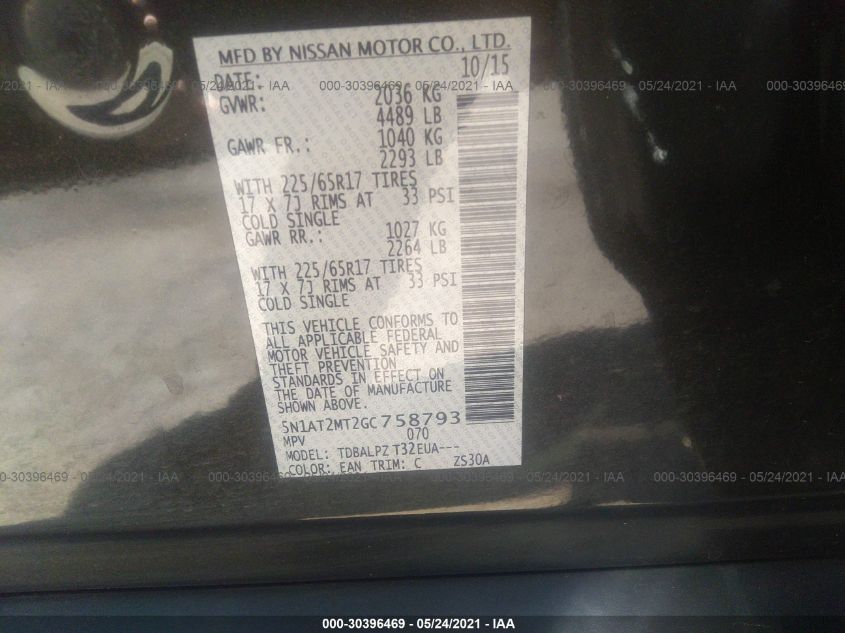 MFD BY NISSAN MOTOR CO., LTD.
DATE: 10/15
GVWR: 2036 KG
4489 LB
GAWR FR.: 1040 KG
2293 LB
WITH 225/65R17 TIRES
17 X 7J RIMS AT 33 PSI
COLD SINGLE
GAWR RR.: 1027 KG
2264 LB
WITH 225/65R17 TIRES
17 X 7J RIMS AT 33 PSI
COLD SINGLE
THIS VEHICLE CONFORMS TO
ALL APPLICABLE FEDERAL
MOTOR VEHICLE SAFETY AND
THEFT PREVENTION
STANDARDS IN EFFECT ON
THE DATE OF MANUFACTURE
SHOWN ABOVE.
5N1AT2MT2GC758793
MPV 070
MODEL: TDBALPZ T32EUA---
COLOR: EAN TRIM: C ZS30A
000-30396469 - 05/24/2021 - IAA